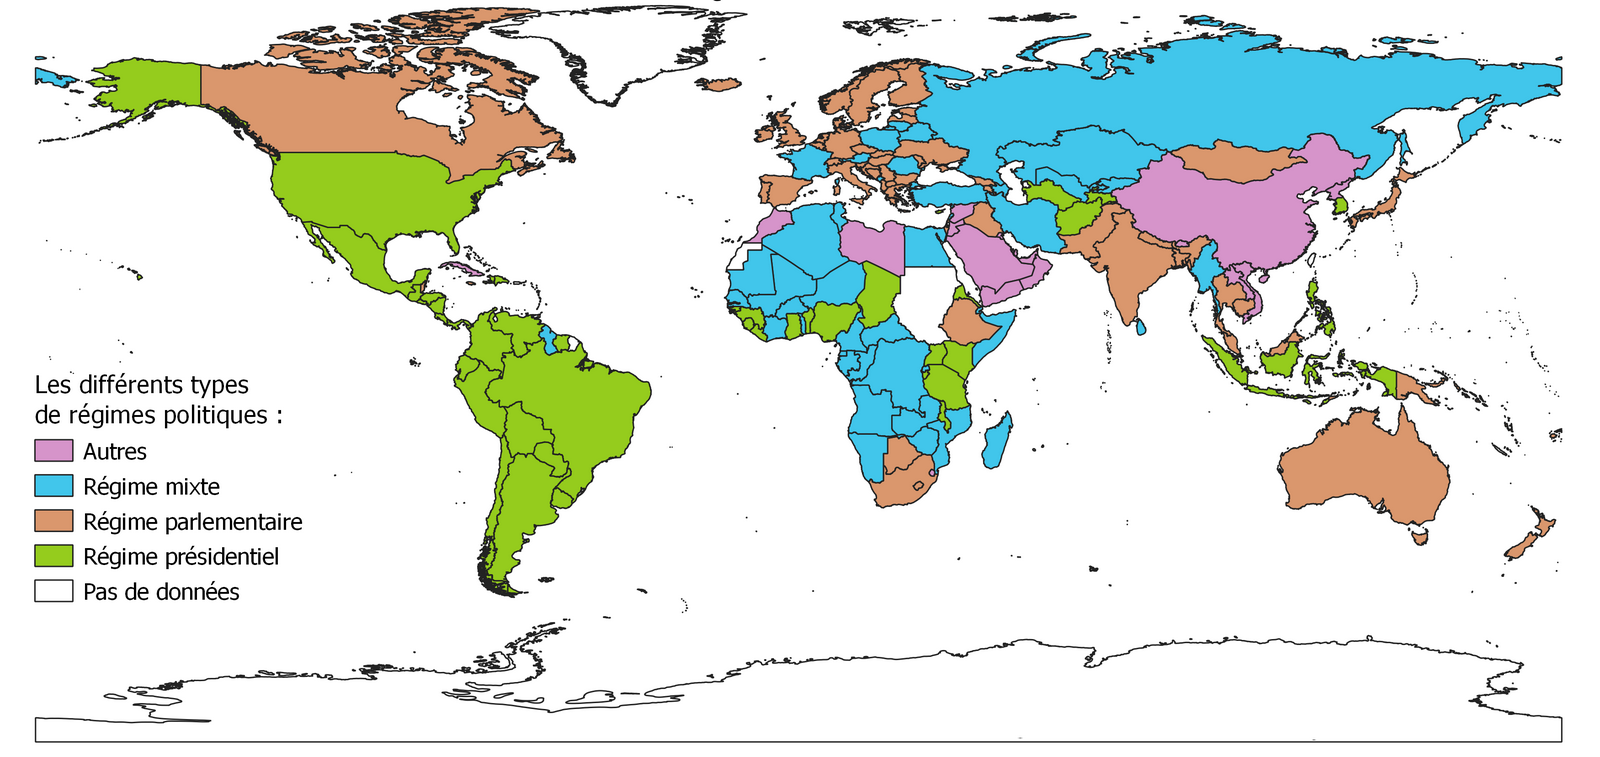 Les différents types
de régimes politiques :
Autres
Régime mixte
Régime parlementaire
Régime présidentiel
Pas de données